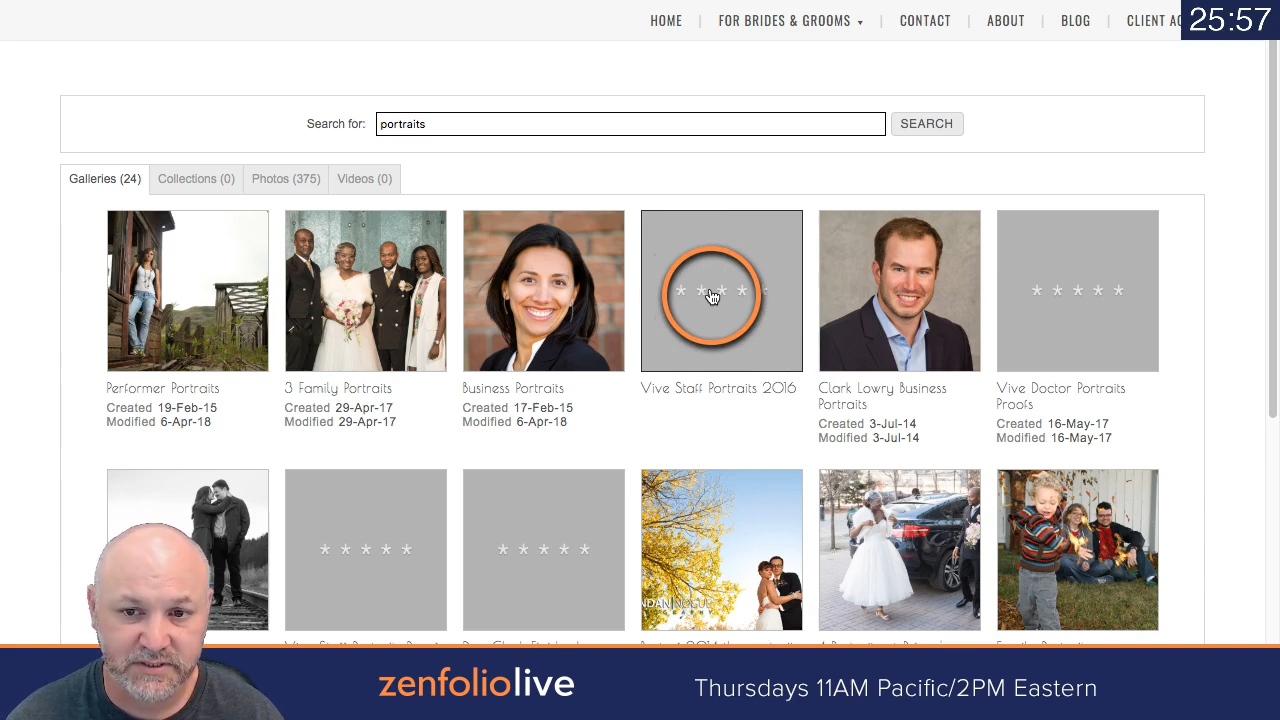 HOME | FOR BRIDES & GROOMS ▾ | CONTACT | ABOUT | BLOG | CLIENT
25:57
Search for: portraits SEARCH
Galleries (24) Collections (0) Photos (375) Videos (0)
* * * *
* * * * *
Performer Portraits
Created 19-Feb-15
Modified 6-Apr-18
3 Family Portraits
Created 29-Apr-17
Modified 29-Apr-17
Business Portraits
Created 17-Feb-15
Modified 6-Apr-18
Vive Staff Portraits 2016
Clark Lowry Business
Portraits
Created 3-Jul-14
Modified 3-Jul-14
Vive Doctor Portraits
Proofs
Created 16-May-17
Modified 16-May-17
* * * * *
* * * * *
zenfoliolive
Thursdays 11AM Pacific/2PM Eastern